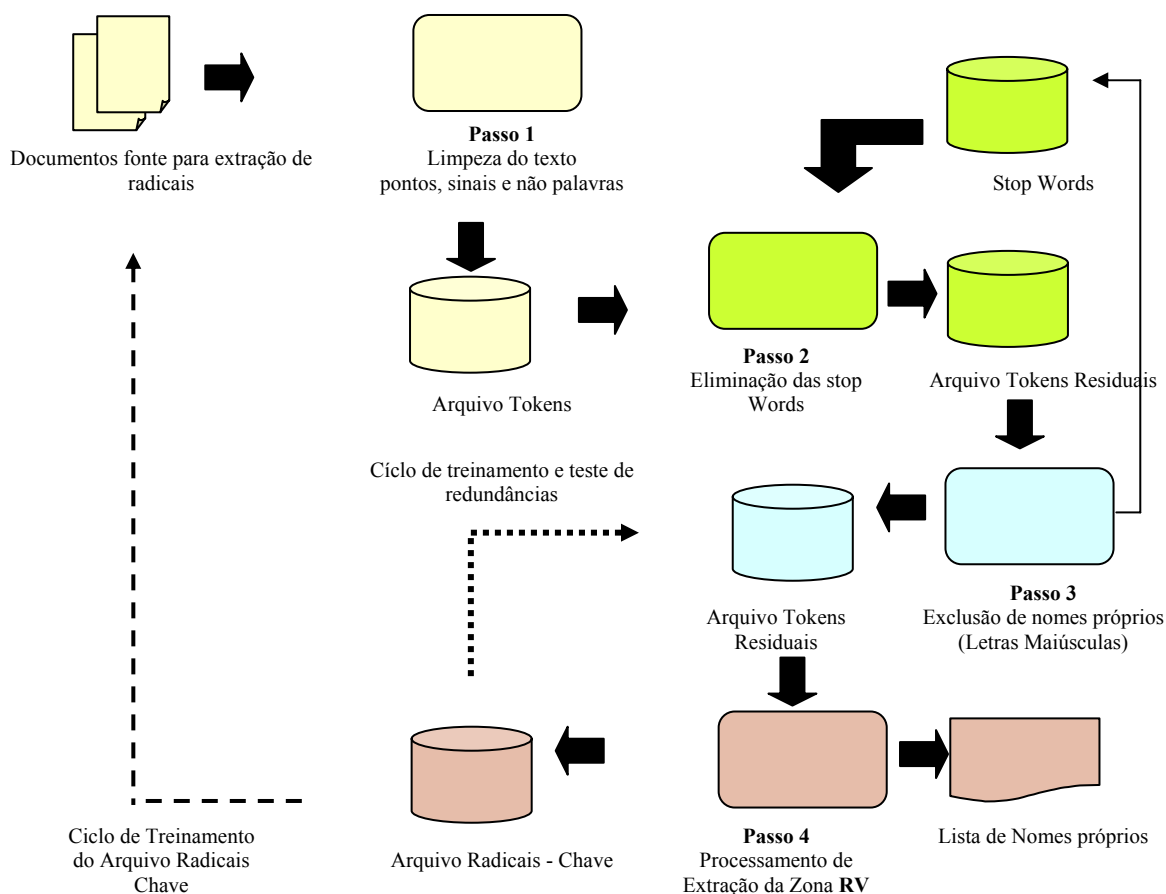 Documentos fonte para extração de
radicais
Passo 1
Limpeza do texto
pontos, sinais e não palavras
Stop Words
Arquivo Tokens
Passo 2
Eliminação das stop
Words
Arquivo Tokens Residuais
Cíclo de treinamento e teste de
redundâncias
Passo 3
Exclusão de nomes próprios
(Letras Maiúsculas)
Arquivo Tokens
Residuais
Ciclo de Treinamento
do Arquivo Radicais
Chave
Arquivo Radicais - Chave
Passo 4
Processamento de
Extração da Zona RV
Lista de Nomes próprios